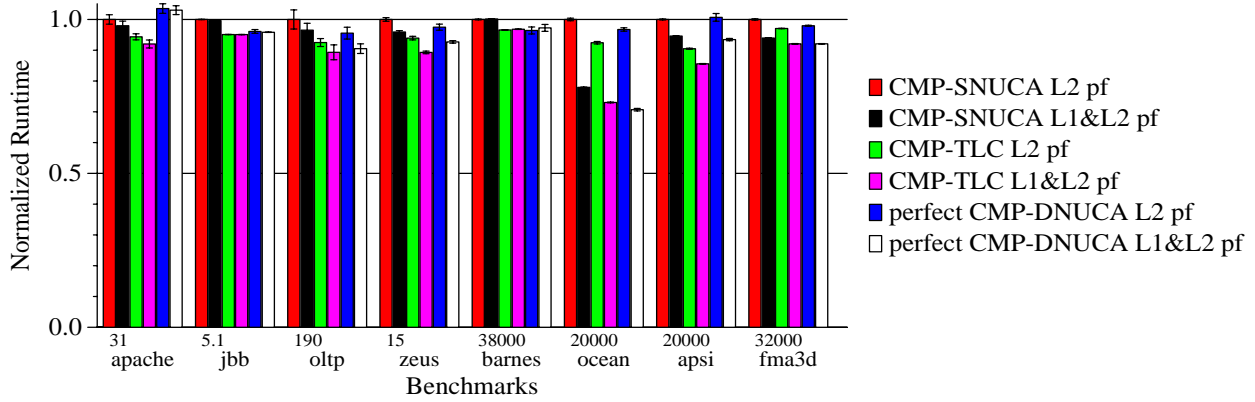 1.0
0.5
0.0
Normalized Runtime
31
5.1
190
15
38000
20000
20000
32000
apache
jbb
oltp
zeus
barnes
ocean
apsi
fma3d
Benchmarks
CMP-SNUCA L2 pf
CMP-SNUCA L1&L2 pf
CMP-TLC L2 pf
CMP-TLC L1&L2 pf
perfect CMP-DNUCA L2 pf
perfect CMP-DNUCA L1&L2 pf